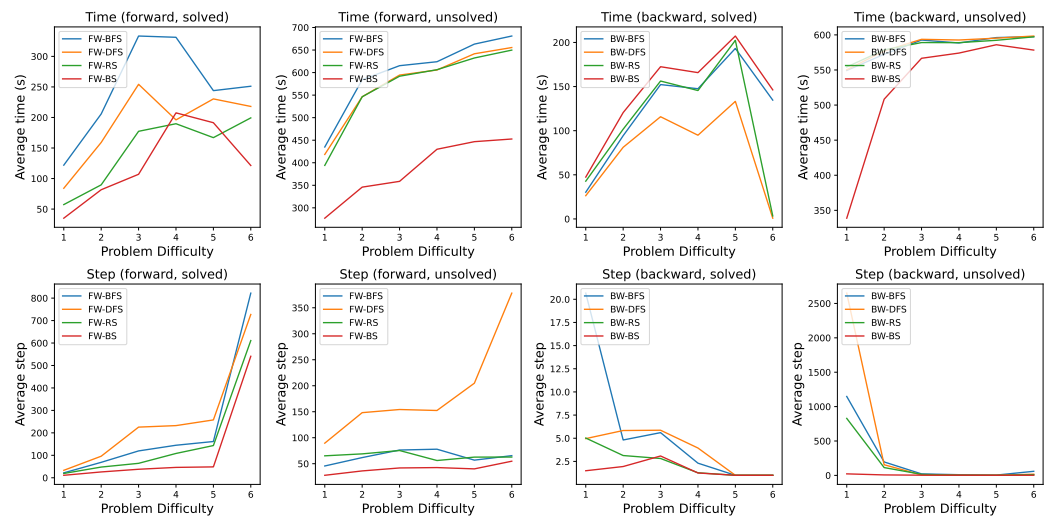 Time (forward, solved)
Average time (s)
300
250
200
150
100
50
FW-BFS
FW-DFS
FW-RS
FW-BS
1 2 3 4 5 6
Problem Difficulty
Time (forward, unsolved)
Average time (s)
700
650
600
550
500
450
400
350
300
FW-BFS
FW-DFS
FW-RS
FW-BS
1 2 3 4 5 6
Problem Difficulty
Time (backward, solved)
Average time (s)
200
150
100
50
0
BW-BFS
BW-DFS
BW-RS
BW-BS
1 2 3 4 5 6
Problem Difficulty
Time (backward, unsolved)
Average time (s)
600
550
500
450
400
350
BW-BFS
BW-DFS
BW-RS
BW-BS
1 2 3 4 5 6
Problem Difficulty
Step (forward, solved)
Average step
800
700
600
500
400
300
200
100
0
FW-BFS
FW-DFS
FW-RS
FW-BS
1 2 3 4 5 6
Problem Difficulty
Step (forward, unsolved)
Average step
350
300
250
200
150
100
50
FW-BFS
FW-DFS
FW-RS
FW-BS
1 2 3 4 5 6
Problem Difficulty
Step (backward, solved)
Average step
20.0
17.5
15.0
12.5
10.0
7.5
5.0
2.5
BW-BFS
BW-DFS
BW-RS
BW-BS
1 2 3 4 5 6
Problem Difficulty
Step (backward, unsolved)
Average step
2500
2000
1500
1000
500
0
BW-BFS
BW-DFS
BW-RS
BW-BS
1 2 3 4 5 6
Problem Difficulty